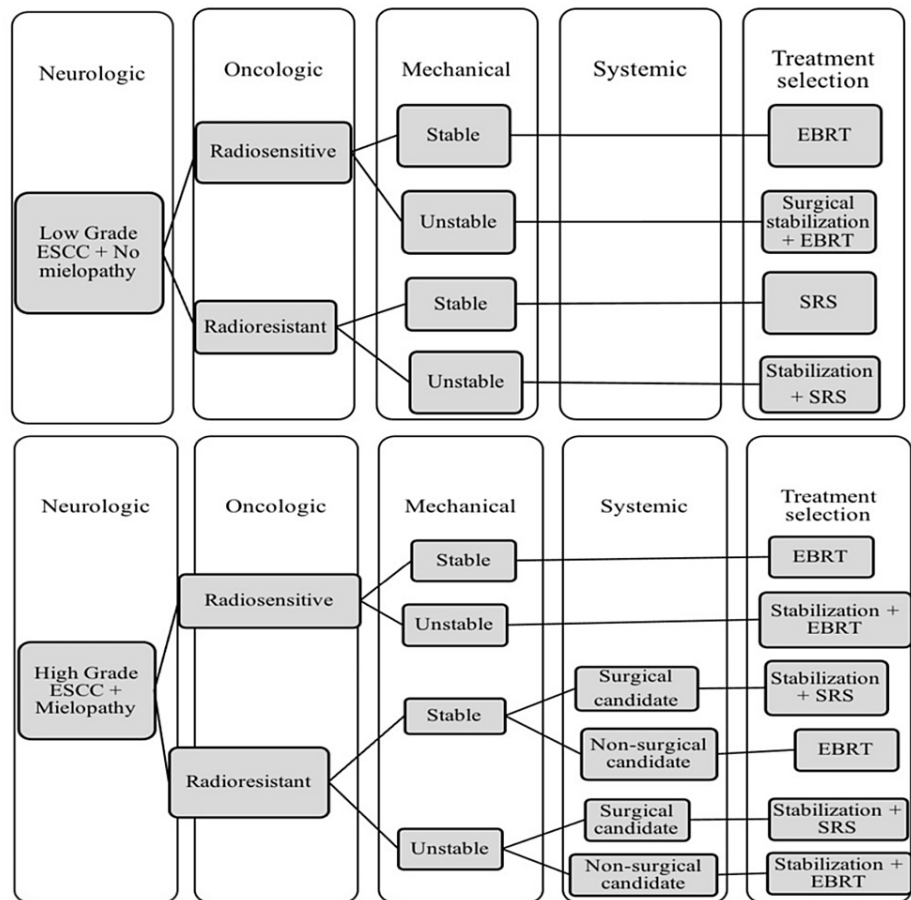 Neurologic
Oncologic
Mechanical
Systemic
Treatment
selection
Low Grade
ESCC + No
mielopathy
Radiosensitive
Radioresistant
Stable
Unstable
Stable
Unstable
EBRT
Surgical
stabilization
+ EBRT
SRS
Stabilization
+ SRS
Neurologic
Oncologic
Mechanical
Systemic
Treatment
selection
High Grade
ESCC +
Mielopathy
Radiosensitive
Radioresistant
Stable
Unstable
Stable
Unstable
Surgical
candidate
Non-surgical
candidate
Surgical
candidate
Non-surgical
candidate
EBRT
Stabilization +
EBRT
Stabilization
+ SRS
EBRT
Stabilization +
SRS
Stabilization +
EBRT